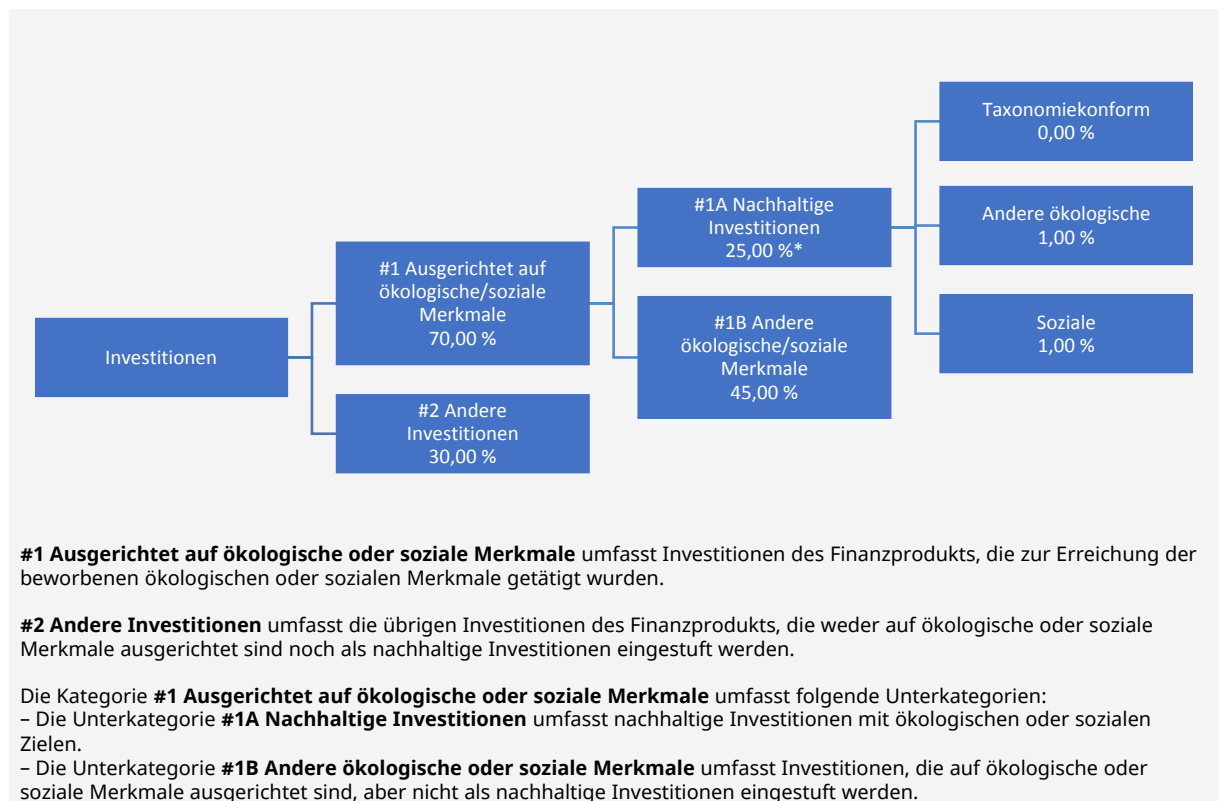 Investitionen
#1 Ausgerichtet auf
ökologische/soziale
Merkmale
70,00 %
#2 Andere
Investitionen
30,00 %
#1A Nachhaltige
Investitionen
25,00 %*
#1B Andere
ökologische/soziale
Merkmale
45,00 %
Taxonomiekonform
0,00 %
Andere ökologische
1,00 %
Soziale
1,00 %
#1 Ausgerichtet auf ökologische oder soziale Merkmale umfasst Investitionen des Finanzprodukts, die zur Erreichung der
beworbenen ökologischen oder sozialen Merkmale getätigt wurden.
#2 Andere Investitionen umfasst die übrigen Investitionen des Finanzprodukts, die weder auf ökologische oder soziale
Merkmale ausgerichtet sind noch als nachhaltige Investitionen eingestuft werden.
Die Kategorie #1 Ausgerichtet auf ökologische oder soziale Merkmale umfasst folgende Unterkategorien:
– Die Unterkategorie #1A Nachhaltige Investitionen umfasst nachhaltige Investitionen mit ökologischen oder sozialen
Zielen.
– Die Unterkategorie #1B Andere ökologische oder soziale Merkmale umfasst Investitionen, die auf ökologische oder
soziale Merkmale ausgerichtet sind, aber nicht als nachhaltige Investitionen eingestuft werden.